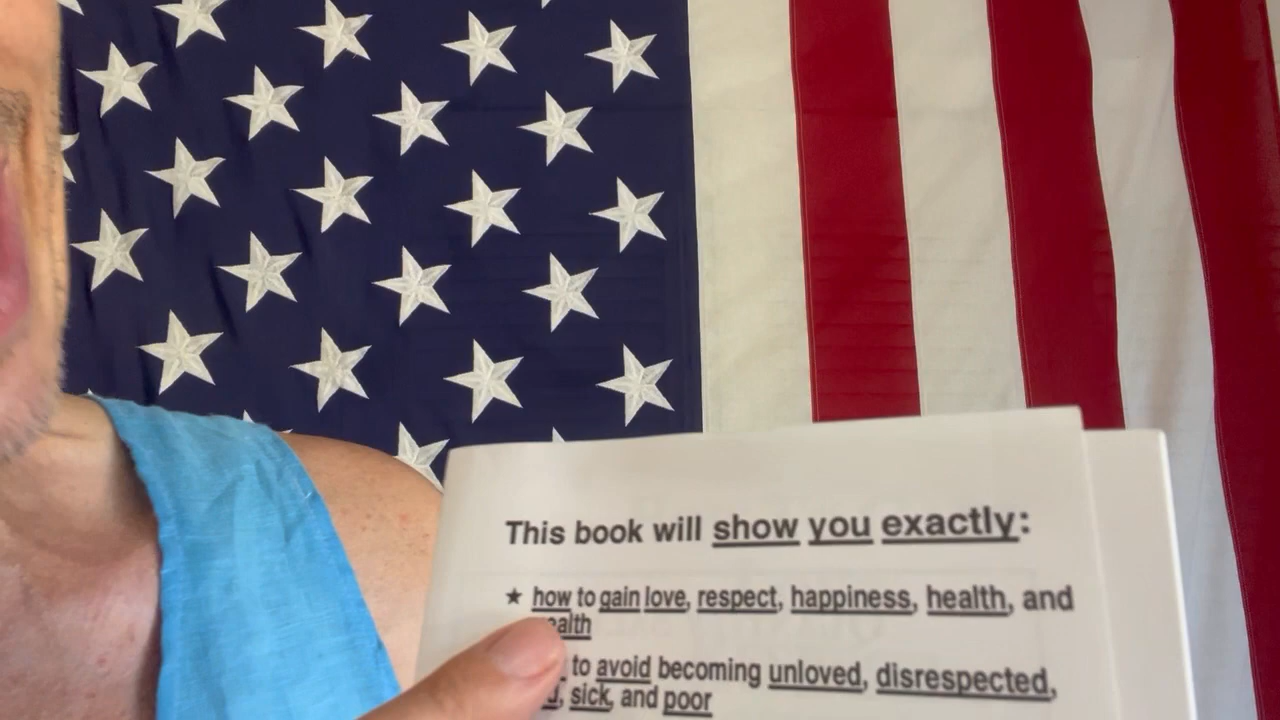 This book will show you exactly:
★ how to gain love, respect, happiness, health, and
ealth
to avoid becoming unloved, disrespected,
sick, and poor